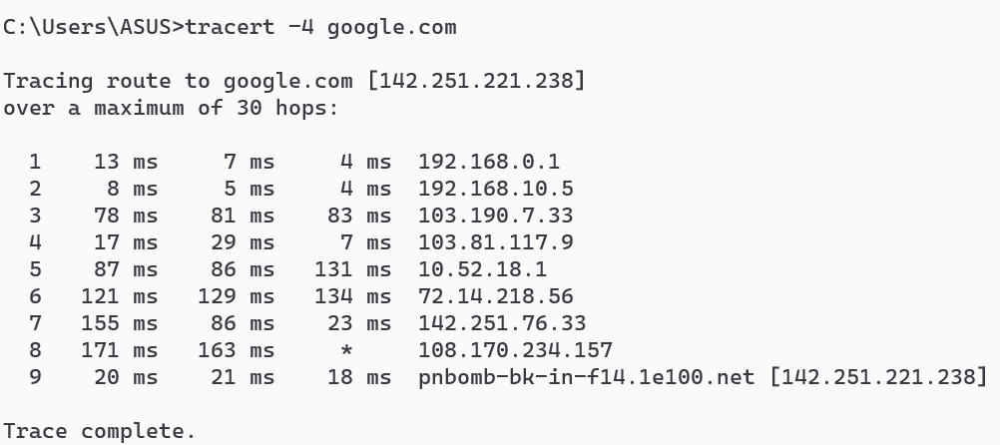 C:\Users\ASUS>tracert -4 google.com
Tracing route to google.com [142.251.221.238]
over a maximum of 30 hops:
1 13 ms 7 ms 4 ms 192.168.0.1
2 8 ms 5 ms 4 ms 192.168.10.5
3 78 ms 81 ms 83 ms 103.190.7.33
4 17 ms 29 ms 7 ms 103.81.117.9
5 87 ms 86 ms 131 ms 10.52.18.1
6 121 ms 129 ms 134 ms 72.14.218.56
7 155 ms 86 ms 23 ms 142.251.76.33
8 171 ms 163 ms * 108.170.234.157
9 20 ms 21 ms 18 ms pnbomb-bk-in-f14.1e100.net [142.251.221.238]
Trace complete.